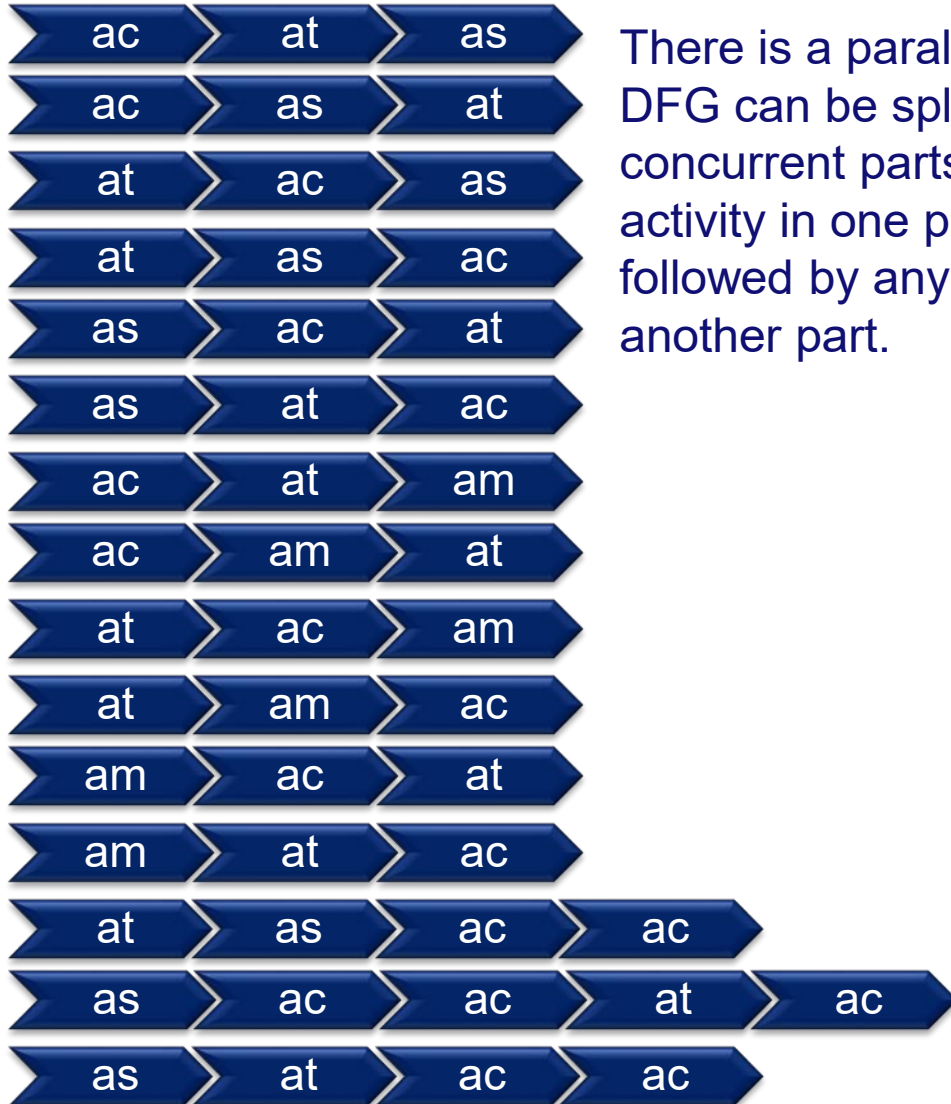 ac at as
ac as at
at ac as
at as ac
as ac at
as at ac
ac at am
ac am at
at ac am
at am ac
am ac at
am at ac
at as ac ac
as ac ac at ac
as at ac ac
There is a paral
DFG can be spl
concurrent parts
activity in one p
followed by any
another part.